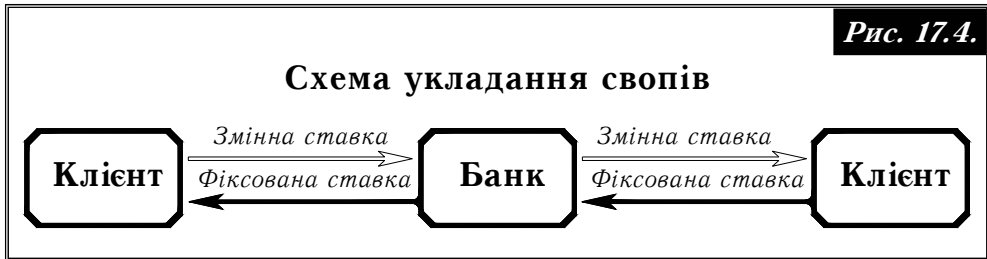 Рис. 17.4.
Схема укладання свопів
Змінна ставка Змінна ставка
Клієнт Фіксована ставка Банк Фіксована ставка Клієнт